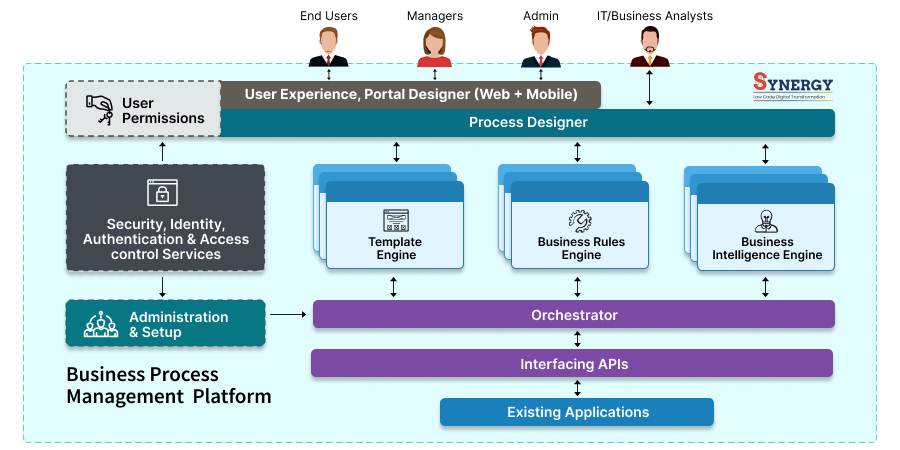 End Users
Managers
Admin
IT/Business Analysts
SYNERGY
Low Code Digital Transformation
User
Permissions
User Experience, Portal Designer (Web + Mobile)
Process Designer
Security, Identity,
Authentication & Access
control Services
Template
Engine
Business Rules
Engine
Business
Intelligence Engine
Administration
& Setup
Orchestrator
Interfacing APIs
Existing Applications
Business Process
Management Platform